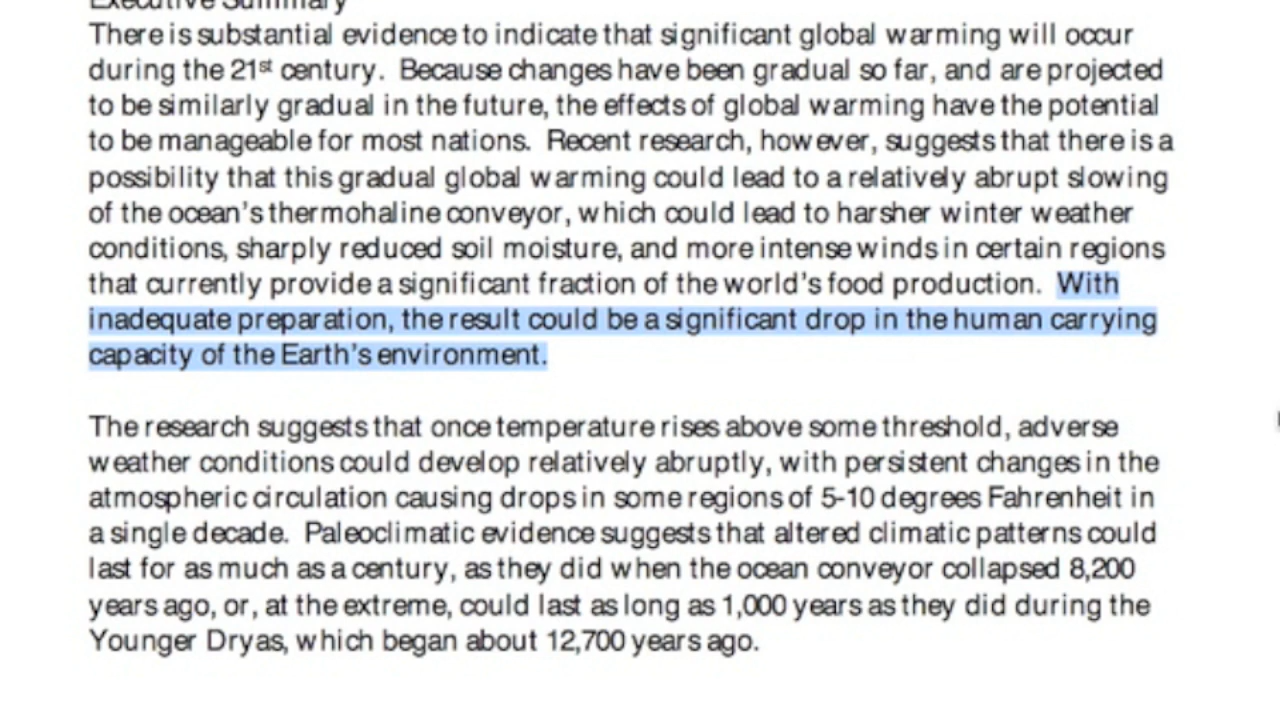 Executive Summary
There is substantial evidence to indicate that significant global warming will occur
during the 21st century.  Because changes have been gradual so far, and are projected
to be similarly gradual in the future, the effects of global warming have the potential
to be manageable for most nations.  Recent research, however, suggests that there is a
possibility that this gradual global warming could lead to a relatively abrupt slowing
of the ocean's thermohaline conveyor, which could lead to harsher winter weather
conditions, sharply reduced soil moisture, and more intense winds in certain regions
that currently provide a significant fraction of the world's food production.  With
inadequate preparation, the result could be a significant drop in the human carrying
capacity of the Earth's environment.
The research suggests that once temperature rises above some threshold, adverse
weather conditions could develop relatively abruptly, with persistent changes in the
atmospheric circulation causing drops in some regions of 5-10 degrees Fahrenheit in
a single decade.  Paleoclimatic evidence suggests that altered climatic patterns could
last for as much as a century, as they did when the ocean conveyor collapsed 8,200
years ago, or, at the extreme, could last as long as 1,000 years as they did during the
Younger Dryas, which began about 12,700 years ago.